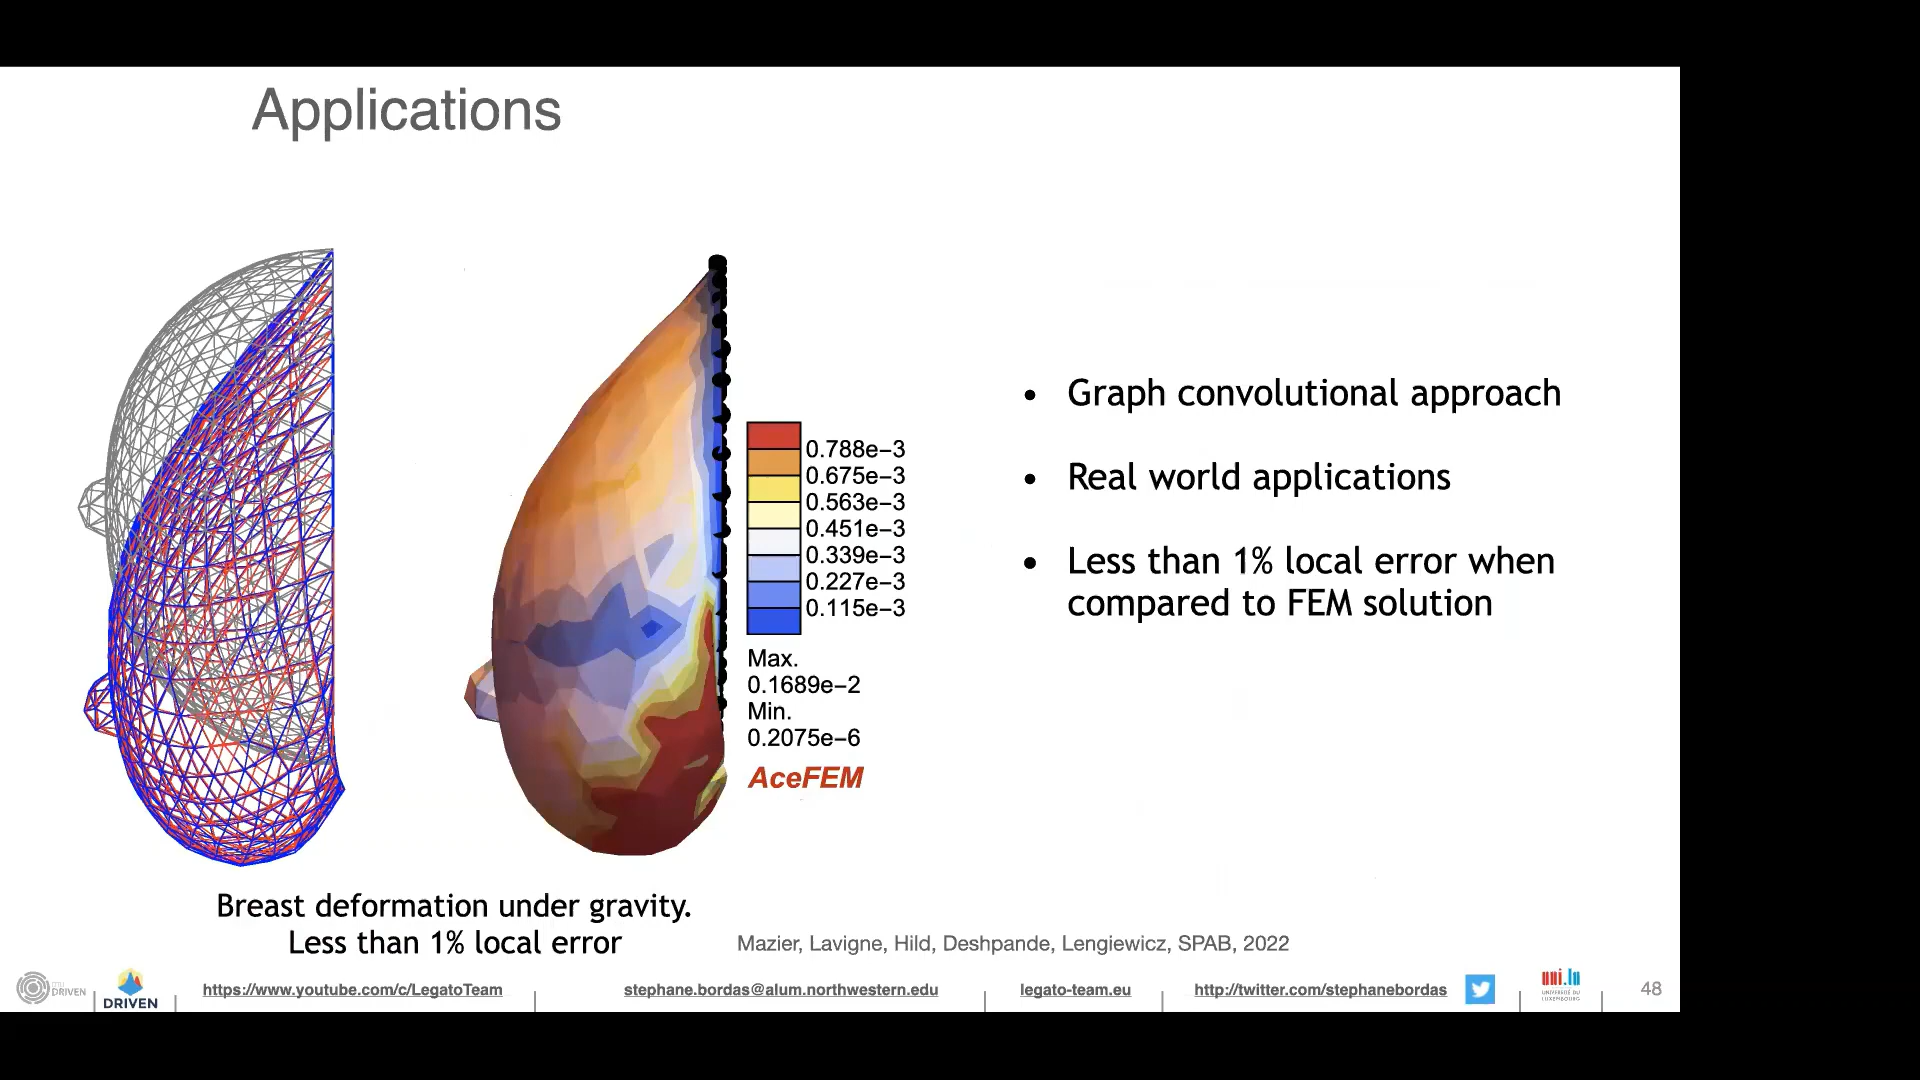 Applications
0.788e−3
0.675e−3
0.563e−3
0.451e−3
0.339e−3
0.227e−3
0.115e−3
Max.
0.1689e−2
Min.
0.2075e−6
AceFEM
• Graph convolutional approach
• Real world applications
• Less than 1% local error when
compared to FEM solution
Breast deformation under gravity.
Less than 1% local error
Mazier, Lavigne, Hild, Deshpande, Lengiewicz, SPAB, 2022
DRIVEN
DRIVEN
https://www.youtube.com/c/LegatoTeam
stephane.bordas@alum.northwestern.edu
legato-team.eu
http://twitter.com/stephanebordas
uni.lu
UNIVERSITÉ DU
LUXEMBOURG
48